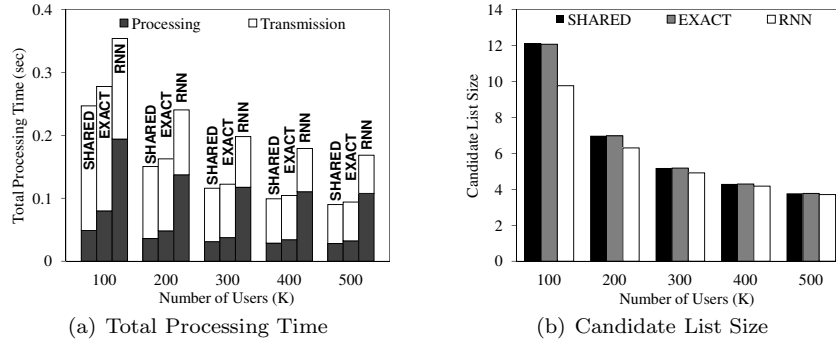 0.4
0.3
0.2
0.1
0
Total Processing Time (sec)
Processing
Transmission
SHARED
EXACT
RNN
SHARED
EXACT
RNN
SHARED
EXACT
RNN
SHARED
EXACT
RNN
SHARED
EXACT
RNN
100 200 300 400 500
Number of Users (K)
(a) Total Processing Time
14
12
10
8
6
4
2
0
Candidate List Size
SHARED
EXACT
RNN
100 200 300 400 500
Number of Users (K)
(b) Candidate List Size